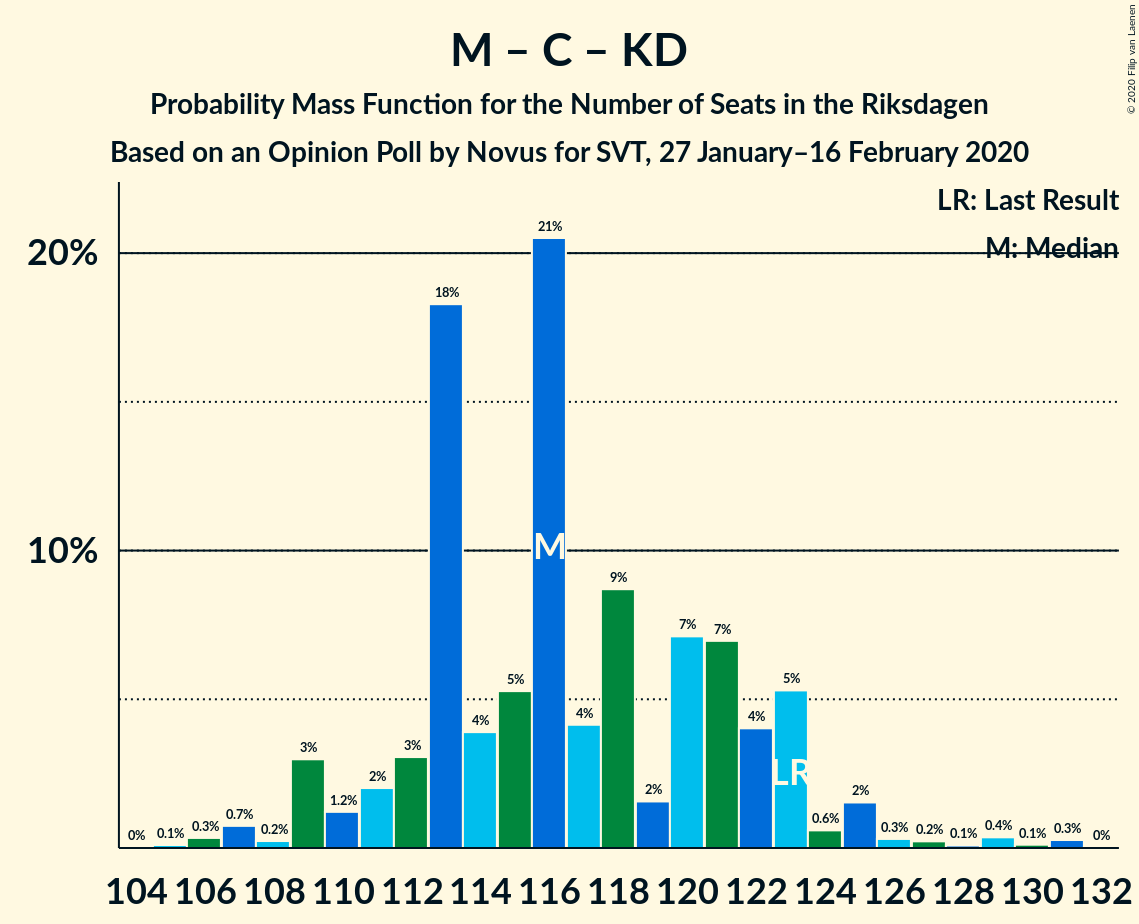 M – C – KD
Probability Mass Function for the Number of Seats in the Riksdagen
Based on an Opinion Poll by Novus for SVT, 27 January–16 February 2020
© 2020 Filip van Laenen
LR: Last Result
M: Median
20%
10%
0% 0.1% 0.3% 0.7% 0.2% 3% 1.2% 2% 3% 18% 4% 5% 21% 4% 9% 2% 7% 7% 4% 5% 0.6% 2% 0.3% 0.2% 0.1% 0.4% 0.1% 0.3% 0%
M
LR
104 106 108 110 112 114 116 118 120 122 124 126 128 130 132